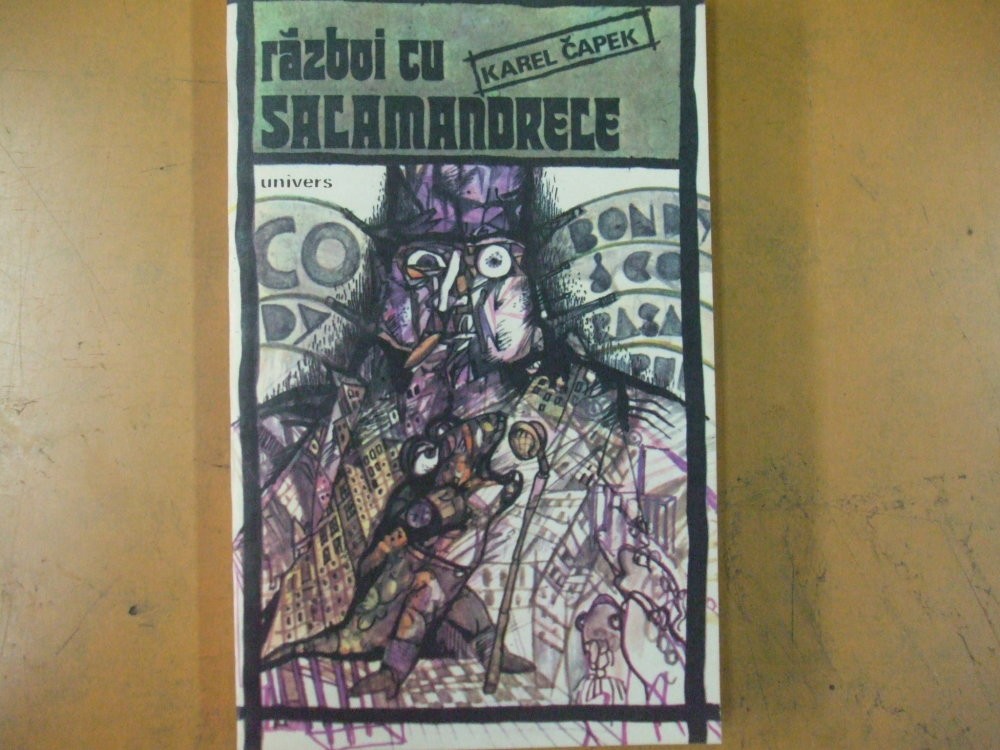 război cu
KAREL ČAPEK
SALAMANDRELE
univers
CO
BONDY
& CO